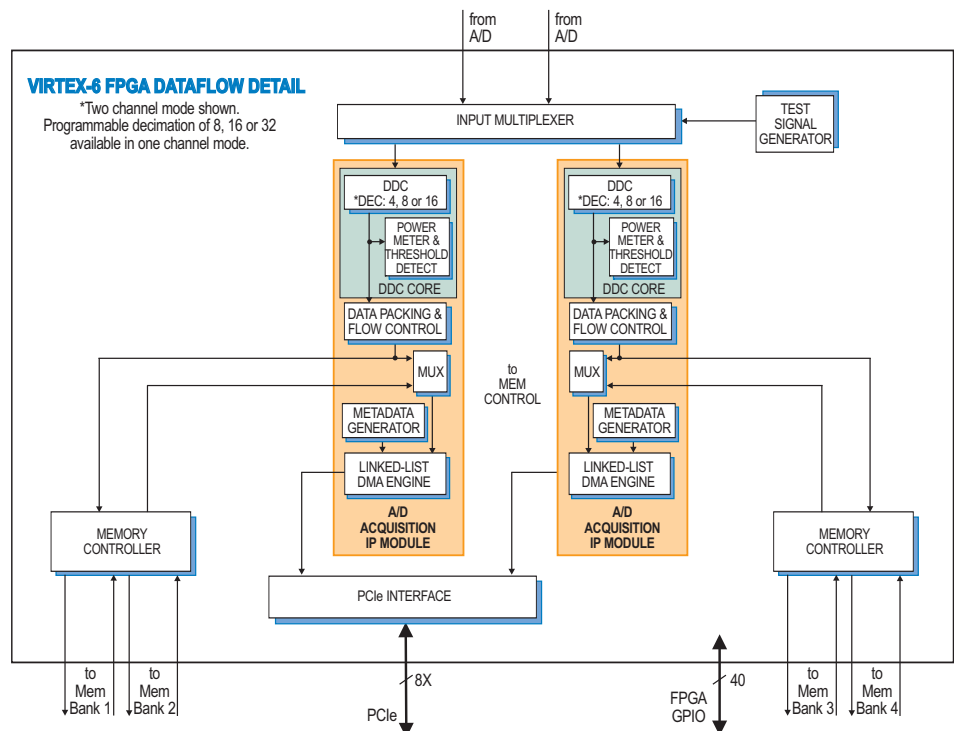 from
A/D
from
A/D
VIRTEX-6 FPGA DATAFLOW DETAIL
*Two channel mode shown.
Programmable decimation of 8, 16 or 32
available in one channel mode.
INPUT MULTIPLEXER
TEST
SIGNAL
GENERATOR
DDC
*DEC: 4, 8 or 16
POWER
METER &
THRESHOLD
DETECT
DDC CORE
DATA PACKING &
FLOW CONTROL
MUX
METADATA
GENERATOR
LINKED-LIST
DMA ENGINE
A/D
ACQUISITION
IP MODULE
to
MEM
CONTROL
DDC
*DEC: 4, 8 or 16
POWER
METER &
THRESHOLD
DETECT
DDC CORE
DATA PACKING &
FLOW CONTROL
MUX
METADATA
GENERATOR
LINKED-LIST
DMA ENGINE
A/D
ACQUISITION
IP MODULE
MEMORY
CONTROLLER
MEMORY
CONTROLLER
PCIe INTERFACE
to
Mem
Bank 1
to
Mem
Bank 2
8X
PCIe
40
FPGA
GPIO
to
Mem
Bank 3
to
Mem
Bank 4